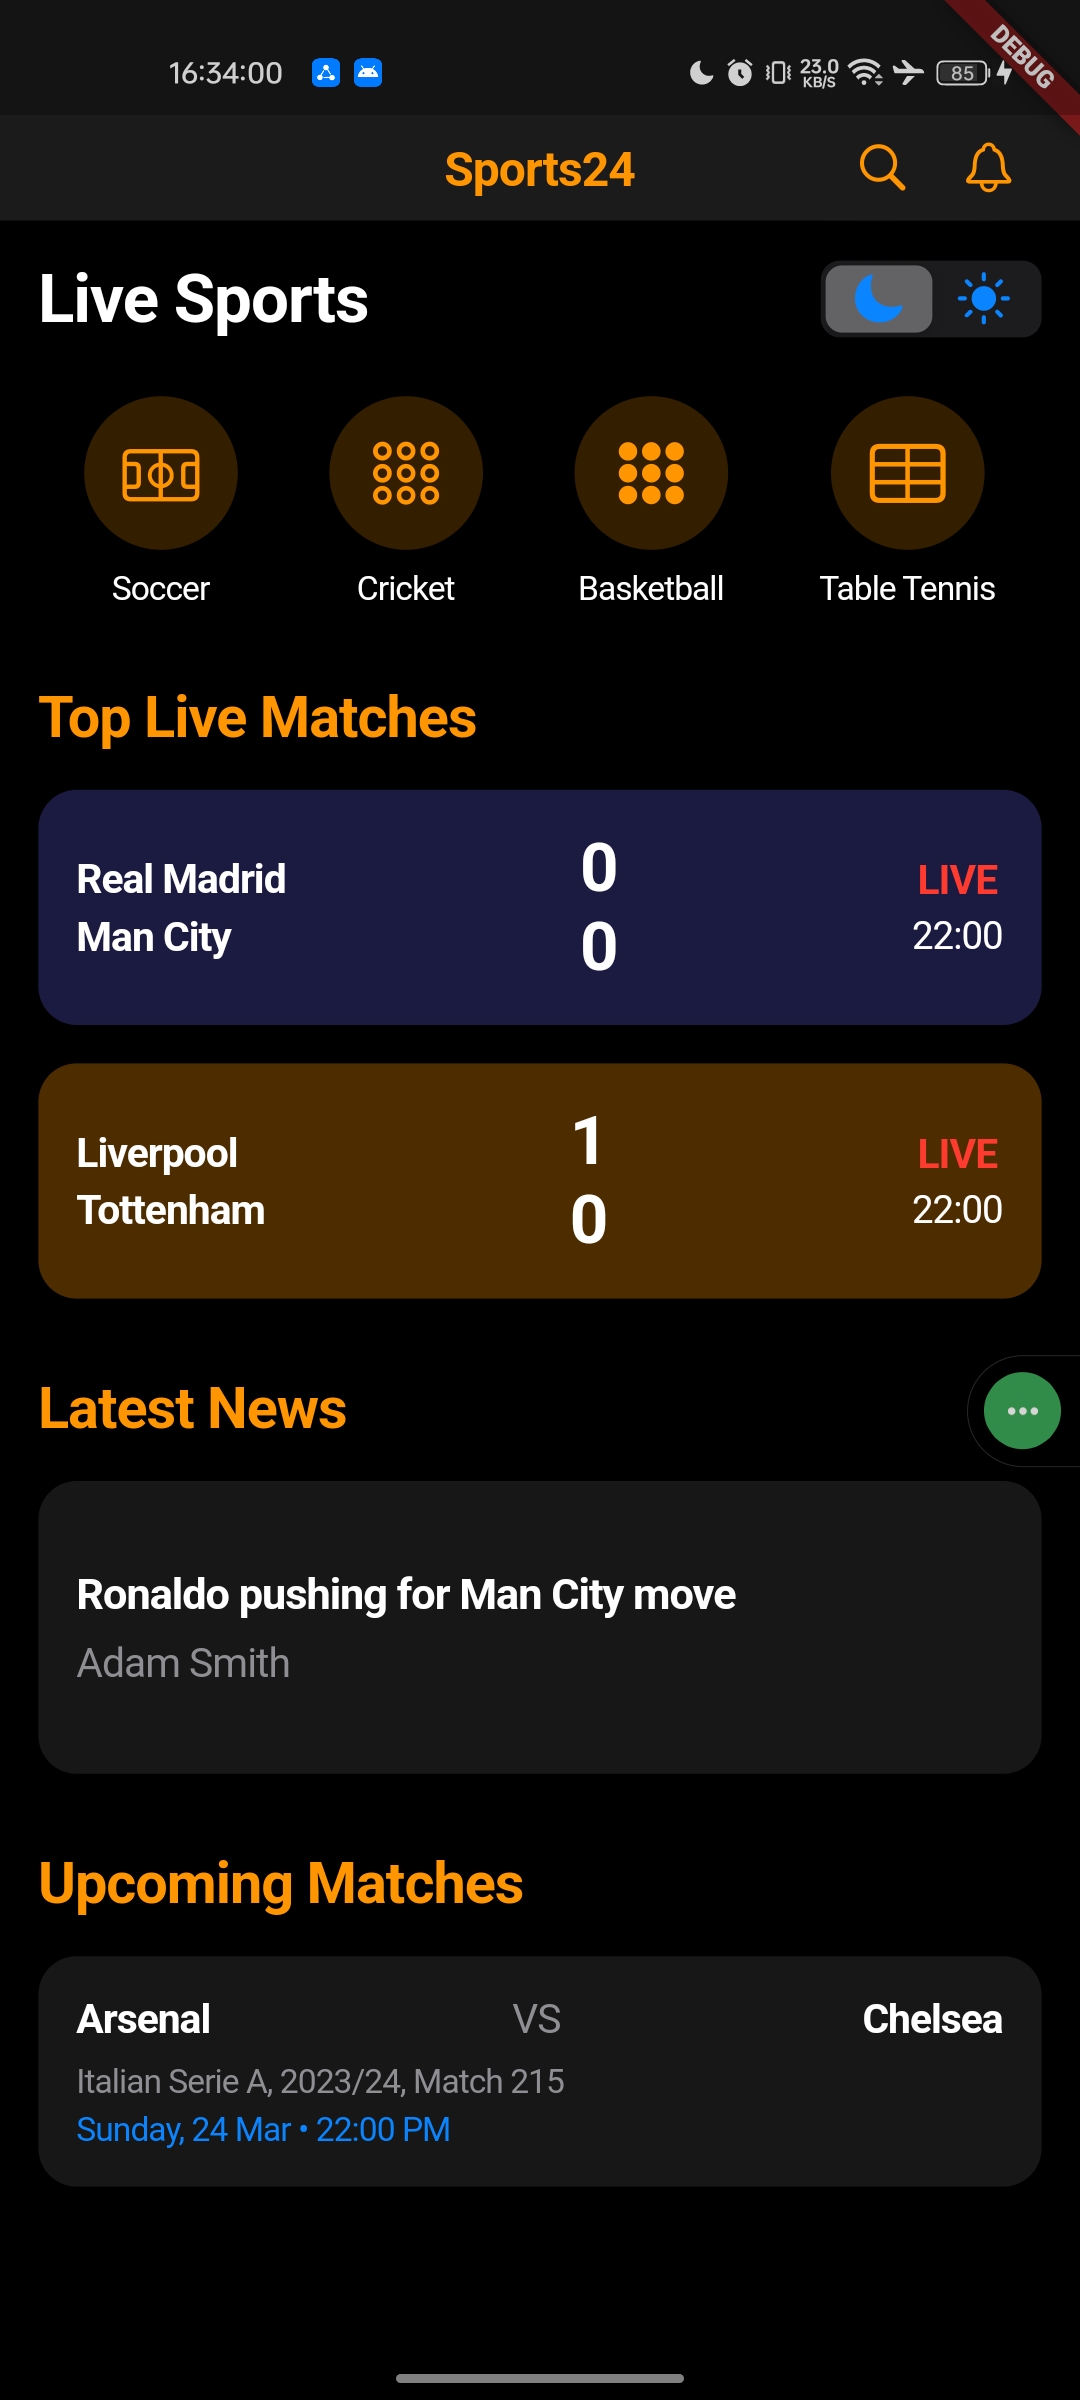 16:34:00
23.0
KB/S
85
DEBUG
Sports24
Live Sports
Soccer
Cricket
Basketball
Table Tennis
Top Live Matches
Real Madrid
0
LIVE
Man City
0
22:00
Liverpool
1
LIVE
Tottenham
0
22:00
Latest News
Ronaldo pushing for Man City move
Adam Smith
Upcoming Matches
Arsenal VS Chelsea
Italian Serie A, 2023/24, Match 215
Sunday, 24 Mar • 22:00 PM